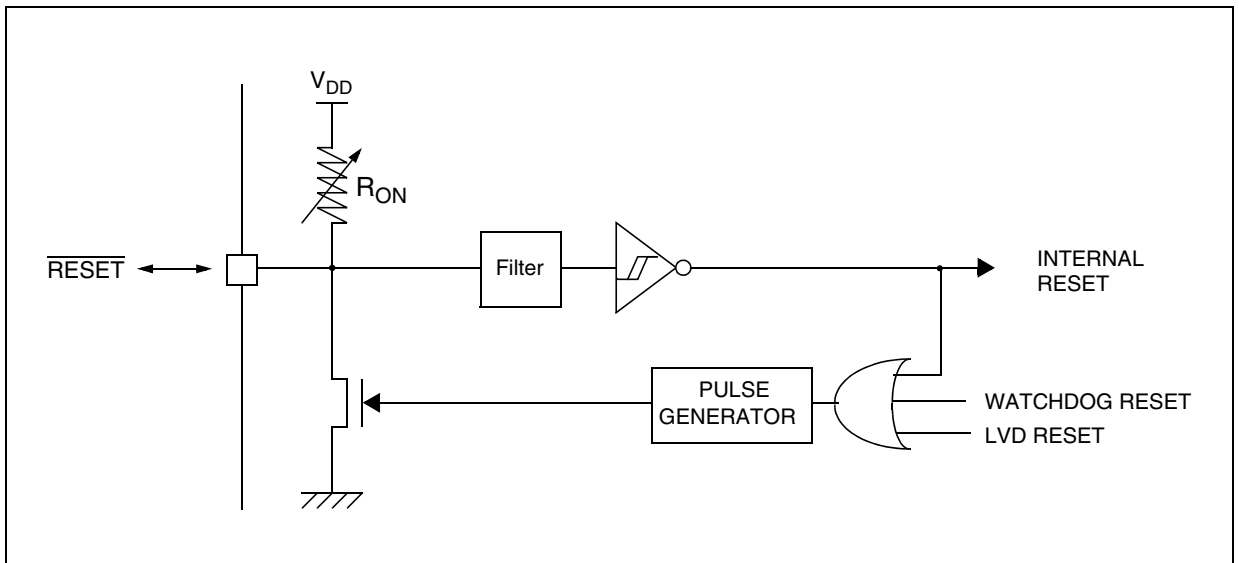 VDD
RON
RESET
Filter
INTERNAL
RESET
PULSE
GENERATOR
WATCHDOG RESET
LVD RESET